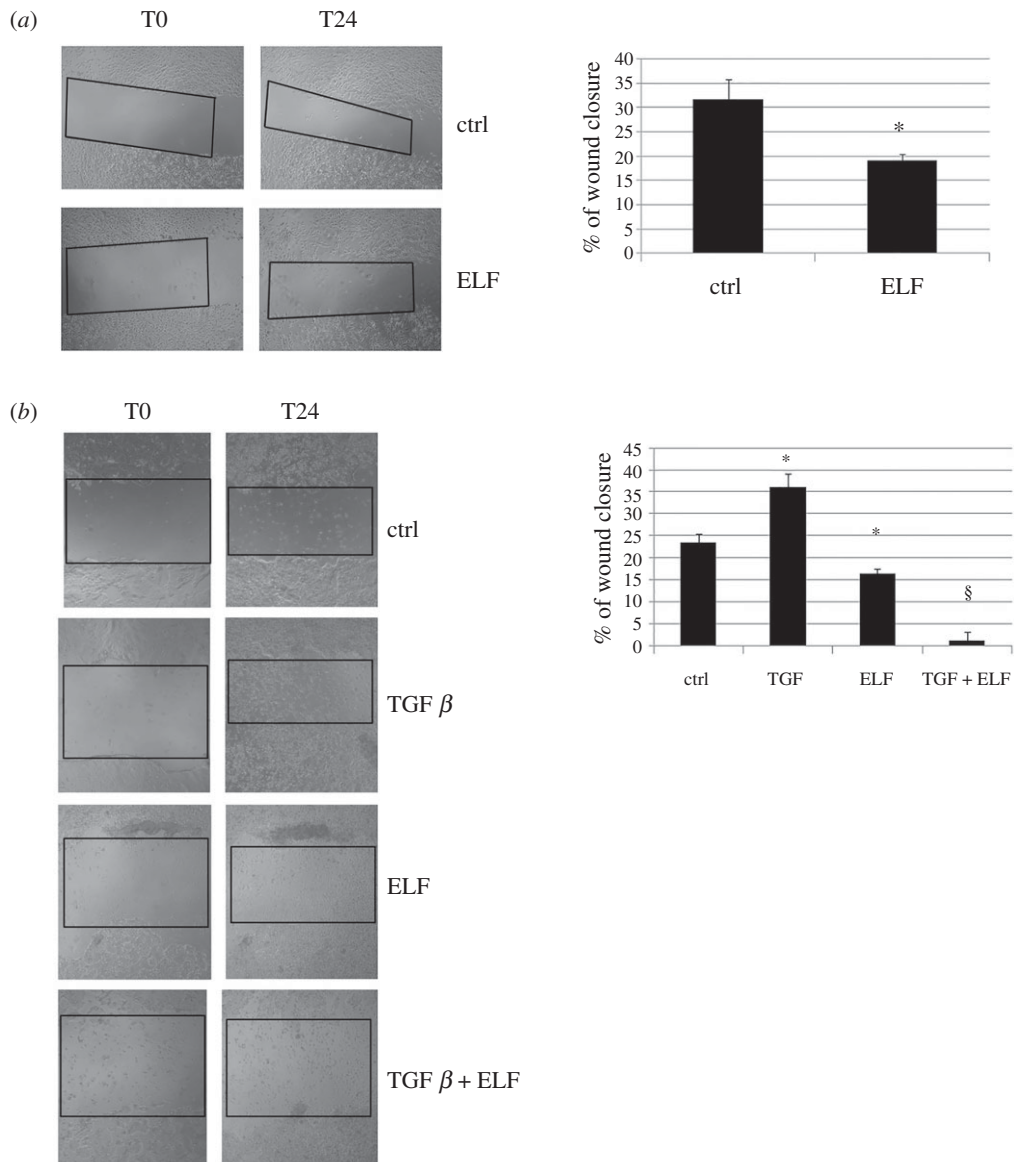 (a) T0 T24
ctrl
ELF
% of wound closure
40
35
30
25
20
15
10
5
0
*
ctrl ELF
(b) T0 T24
ctrl
TGF β
ELF
TGF β + ELF
% of wound closure
45
40
35
30
25
20
15
10
5
0
*
*
§
ctrl TGF ELF TGF + ELF